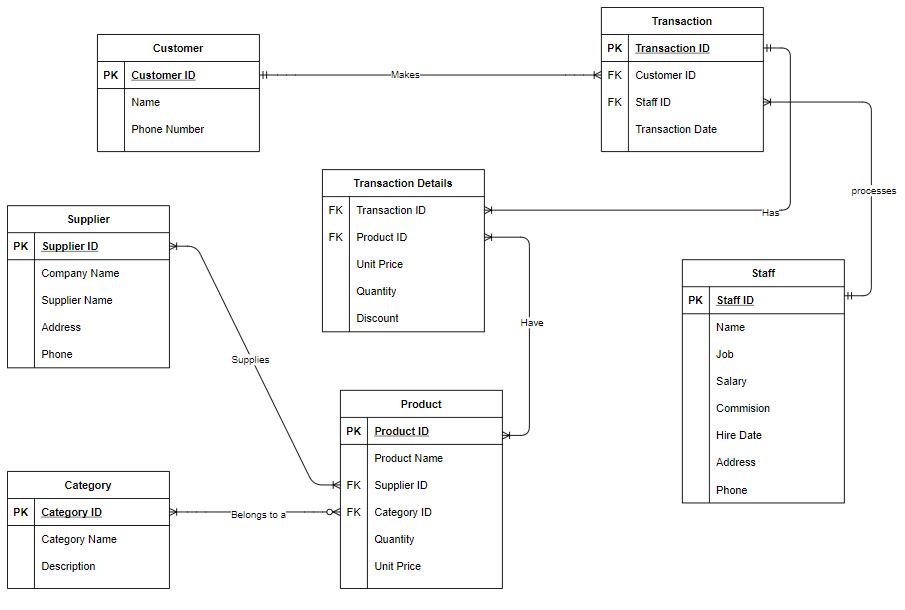 Customer
PK Customer ID
Name
Phone Number
Makes
Transaction
PK Transaction ID
FK Customer ID
FK Staff ID
Transaction Date
processes
Has
Transaction Details
FK Transaction ID
FK Product ID
Unit Price
Quantity
Discount
Have
Supplier
PK Supplier ID
Company Name
Supplier Name
Address
Phone
Supplies
Staff
PK Staff ID
Name
Job
Salary
Commision
Hire Date
Address
Phone
Product
PK Product ID
Product Name
FK Supplier ID
FK Category ID
Quantity
Unit Price
Category
PK Category ID
Category Name
Description
Belongs to a